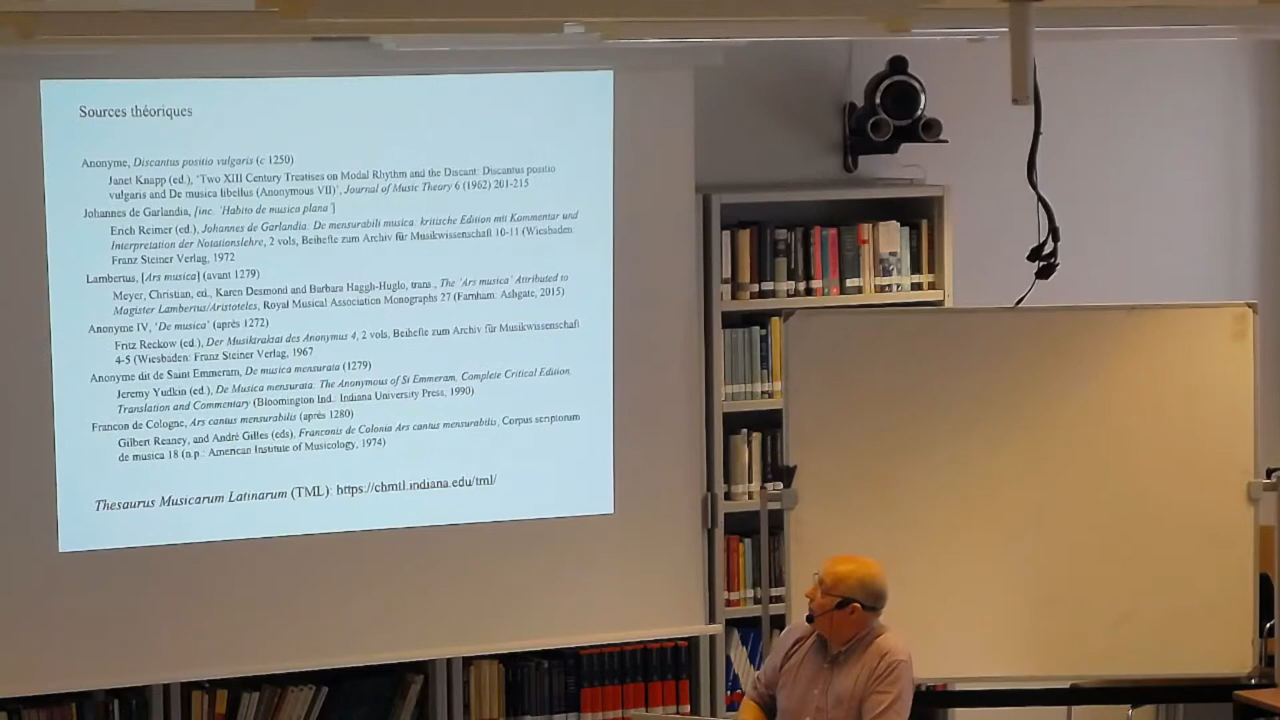 Sources théoriques
Anonyme, Discantus positio vulgaris (c 1250)
Janet Knapp (ed.), 'Two XIII Century Treatises on Modal Rhythm and the Discant: Discantus positio
vulgaris and De musica libellus (Anonymous VII)', Journal of Music Theory 6 (1962) 201-215
Johannes de Garlandia, [inc. 'Habito de musica plana']
Erich Reimer (ed.), Johannes de Garlandia: De mensurabili musica: kritische Edition mit Kommentar und
Interpretation der Notationslehre, 2 vols, Beihefte zum Archiv für Musikwissenschaft 10-11 (Wiesbaden:
Franz Steiner Verlag, 1972
Lambertus, [Ars musica] (avant 1279)
Meyer, Christian, ed., Karen Desmond and Barbara Haggh-Huglo, trans., The 'Ars musica' Attributed to
Magister Lambertus/Aristoteles, Royal Musical Association Monographs 27 (Farnham: Ashgate, 2015)
Anonyme IV, 'De musica' (après 1272)
Fritz Reckow (ed.), Der Musiktraktat des Anonymus 4, 2 vols, Beihefte zum Archiv für Musikwissenschaft
4-5 (Wiesbaden: Franz Steiner Verlag, 1967
Anonyme dit de Saint Emmeram, De musica mensurata (1279)
Jeremy Yudkin (ed.), De Musica mensurata: The Anonymous of St Emmeram, Complete Critical Edition,
Translation and Commentary (Bloomington Ind.: Indiana University Press, 1990)
Francon de Cologne, Ars cantus mensurabilis (après 1280)
Gilbert Reaney, and André Gilles (eds), Franconis de Colonia Ars cantus mensurabilis, Corpus scriptorum
de musica 18 (n.p.: American Institute of Musicology, 1974)
Thesaurus Musicarum Latinarum (TML): https://chmtl.indiana.edu/tml/